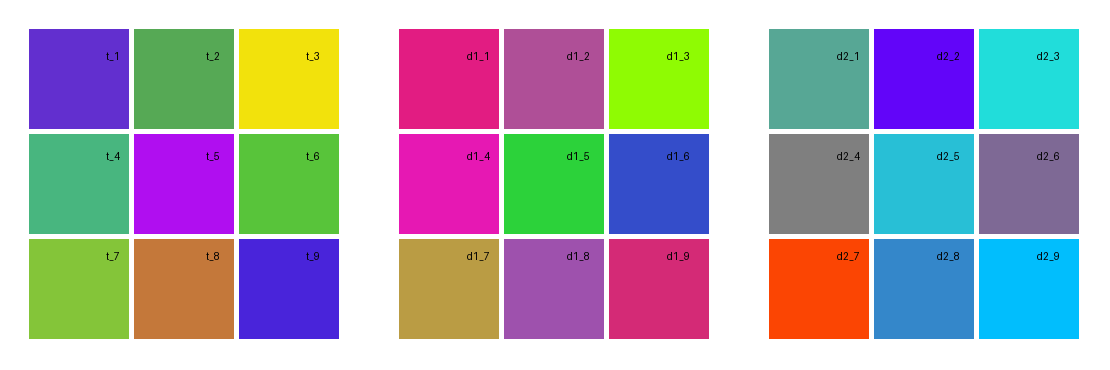 t_1 t_2 t_3 d1_1 d1_2 d1_3 d2_1 d2_2 d2_3
t_4 t_5 t_6 d1_4 d1_5 d1_6 d2_4 d2_5 d2_6
t_7 t_8 t_9 d1_7 d1_8 d1_9 d2_7 d2_8 d2_9